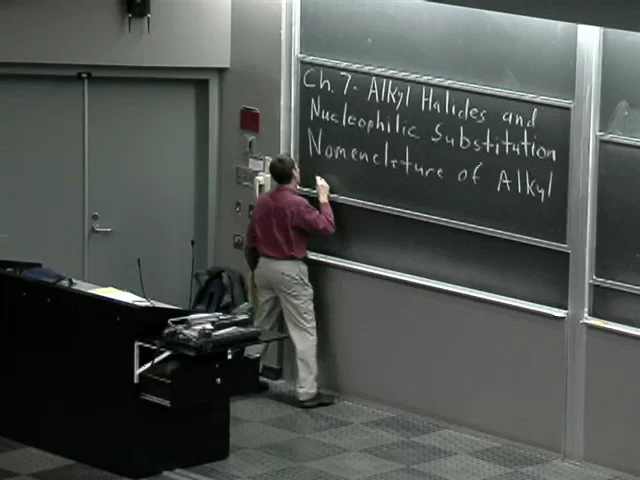 Ch. 7- Alkyl Halides and
Nucleophilic Substitution
Nomenclature of Alkyl